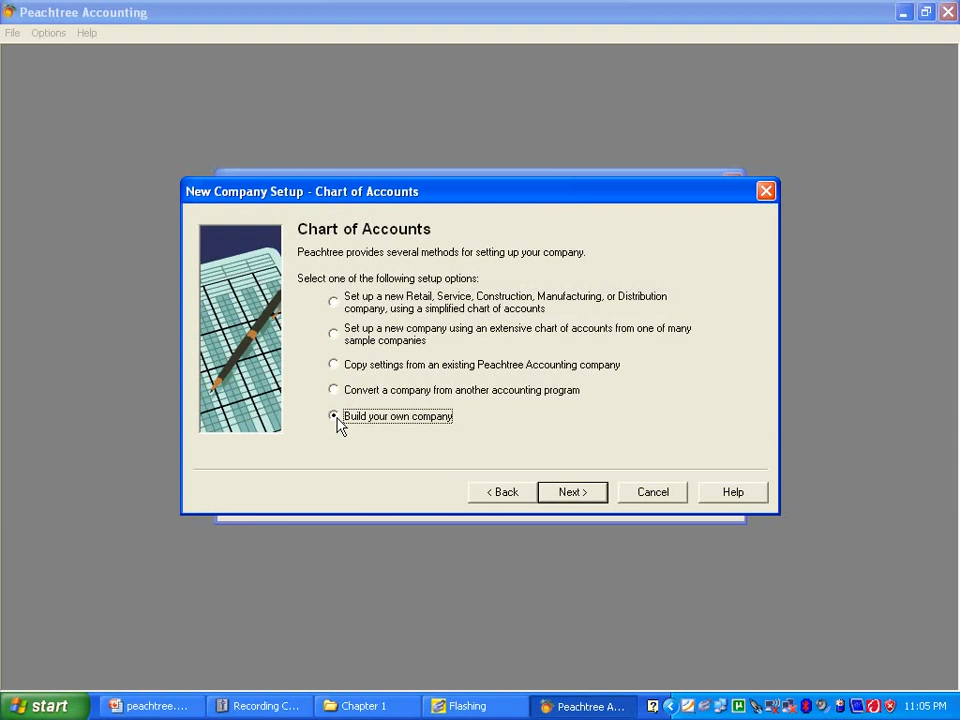 Peachtree Accounting
File Options Help
New Company Setup - Chart of Accounts
Chart of Accounts
Peachtree provides several methods for setting up your company.
Select one of the following setup options:
Set up a new Retail, Service, Construction, Manufacturing, or Distribution
company, using a simplified chart of accounts
Set up a new company using an extensive chart of accounts from one of many
sample companies
Copy settings from an existing Peachtree Accounting company
Convert a company from another accounting program
Build your own company
< Back Next > Cancel Help
start peachtree.... Recording C... Chapter 1 Flashing Peachtree A... 11:05 PM